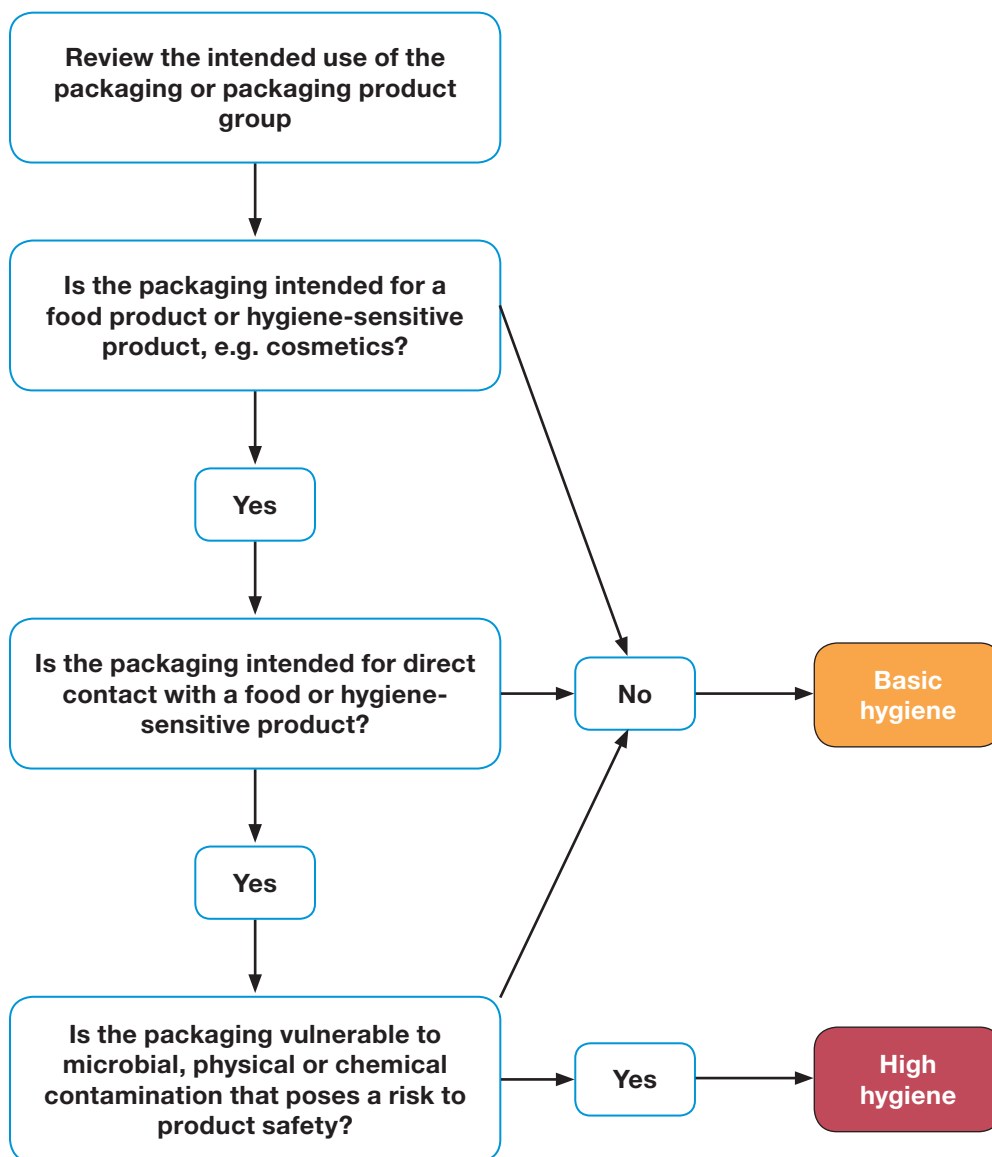 Review the intended use of the
packaging or packaging product
group
Is the packaging intended for a
food product or hygiene-sensitive
product, e.g. cosmetics?
Yes
Is the packaging intended for direct
contact with a food or hygiene-
sensitive product?
No
Basic
hygiene
Yes
Is the packaging vulnerable to
microbial, physical or chemical
contamination that poses a risk to
product safety?
Yes
High
hygiene